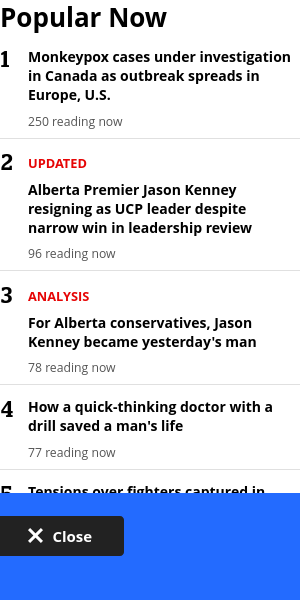 Popular Now
1
Monkeypox cases under investigation
in Canada as outbreak spreads in
Europe, U.S.
250 reading now
2
UPDATED
Alberta Premier Jason Kenney
resigning as UCP leader despite
narrow win in leadership review
96 reading now
3
ANALYSIS
For Alberta conservatives, Jason
Kenney became yesterday's man
78 reading now
4
How a quick-thinking doctor with a
drill saved a man's life
77 reading now
5
Tensions over fighters captured in
Close